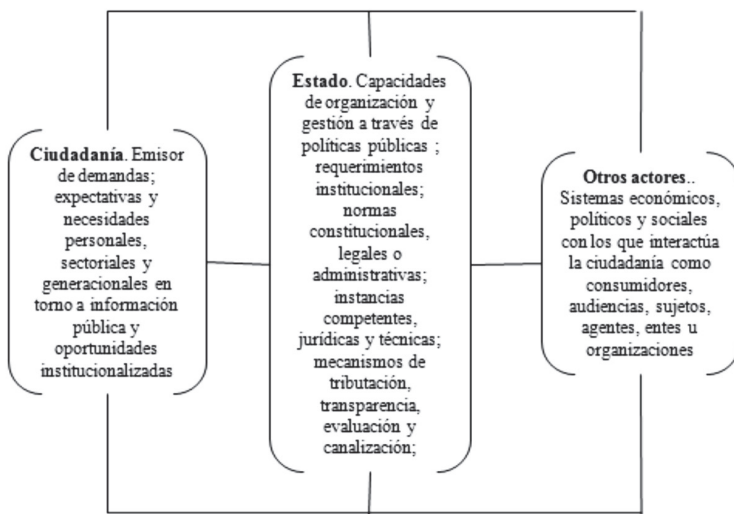 Ciudadanía. Emisor
de demandas;
expectativas y
necesidades
personales,
sectoriales y
generacionales en
torno a información
pública y
oportunidades
institucionalizadas
Estado. Capacidades
de organización y
gestión a través de
políticas públicas ;
requerimientos
institucionales;
normas
constitucionales,
legales o
administrativas;
instancias
competentes,
jurídicas y técnicas;
mecanismos de
tributación,
transparencia,
evaluación y
canalización;
Otros actores..
Sistemas económicos,
políticos y sociales
con los que interactúa
la ciudadanía como
consumidores,
audiencias, sujetos,
agentes, entes u
organizaciones